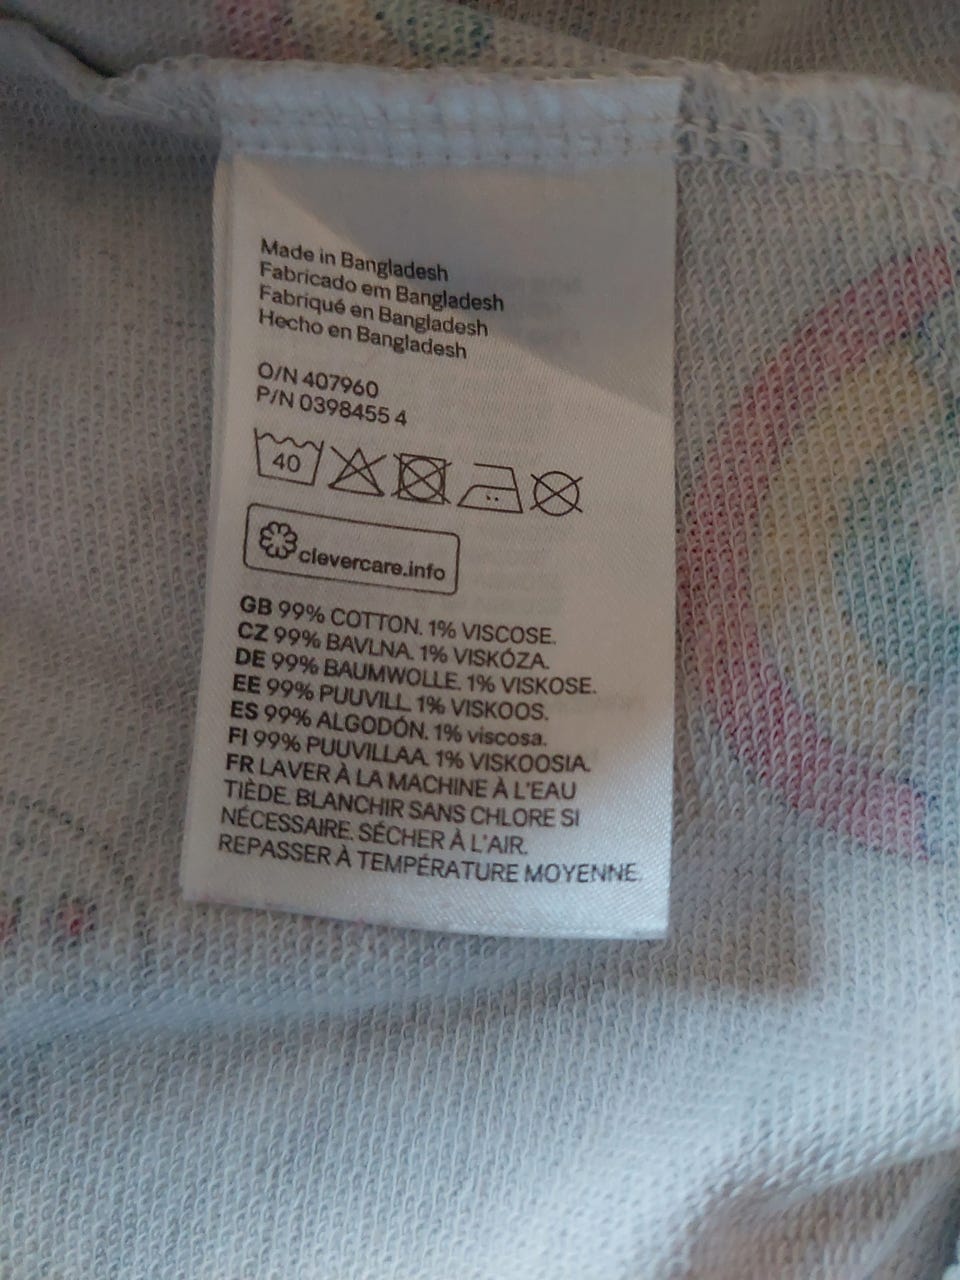 Made in Bangladesh
Fabricado em Bangladesh
Fabriqué en Bangladesh
Hecho en Bangladesh
O/N 407960
P/N 0398455 4
40
clevercare.info
GB 99% COTTON. 1% VISCOSE.
CZ 99% BAVLNA. 1% VISKÓZA.
DE 99% BAUMWOLLE. 1% VISKOSE.
EE 99% PUUVILL. 1% VISKOOS.
ES 99% ALGODÓN. 1% viscosa.
FI 99% PUUVILLAA. 1% VISKOOSIA.
FR LAVER À LA MACHINE À L'EAU
TIÈDE. BLANCHIR SANS CHLORE SI
NÉCESSAIRE. SÉCHER À L'AIR.
REPASSER À TEMPÉRATURE MOYENNE.